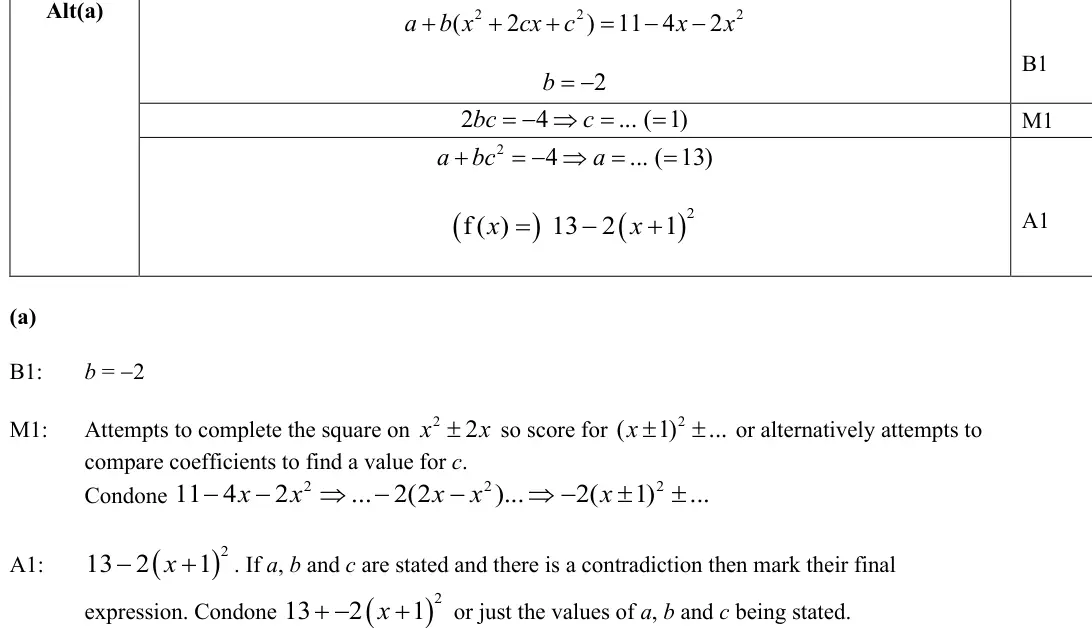 Alt(a)
a + b(x² + 2cx + c²) = 11 − 4x − 2x²
b = −2
B1
2bc = −4 ⇒ c = ... (= 1)
M1
a + bc² = −4 ⇒ a = ... (= 13)
(f(x) =) 13 − 2(x + 1)²
A1
(a)
B1: b = −2
M1: Attempts to complete the square on x² ± 2x so score for (x ± 1)² ± ... or alternatively attempts to
compare coefficients to find a value for c.
Condone 11 − 4x − 2x² ⇒ ... − 2(2x − x²)... ⇒ −2(x ± 1)² ± ...
A1: 13 − 2(x + 1)² . If a, b and c are stated and there is a contradiction then mark their final
expression. Condone 13 + −2(x + 1)² or just the values of a, b and c being stated.